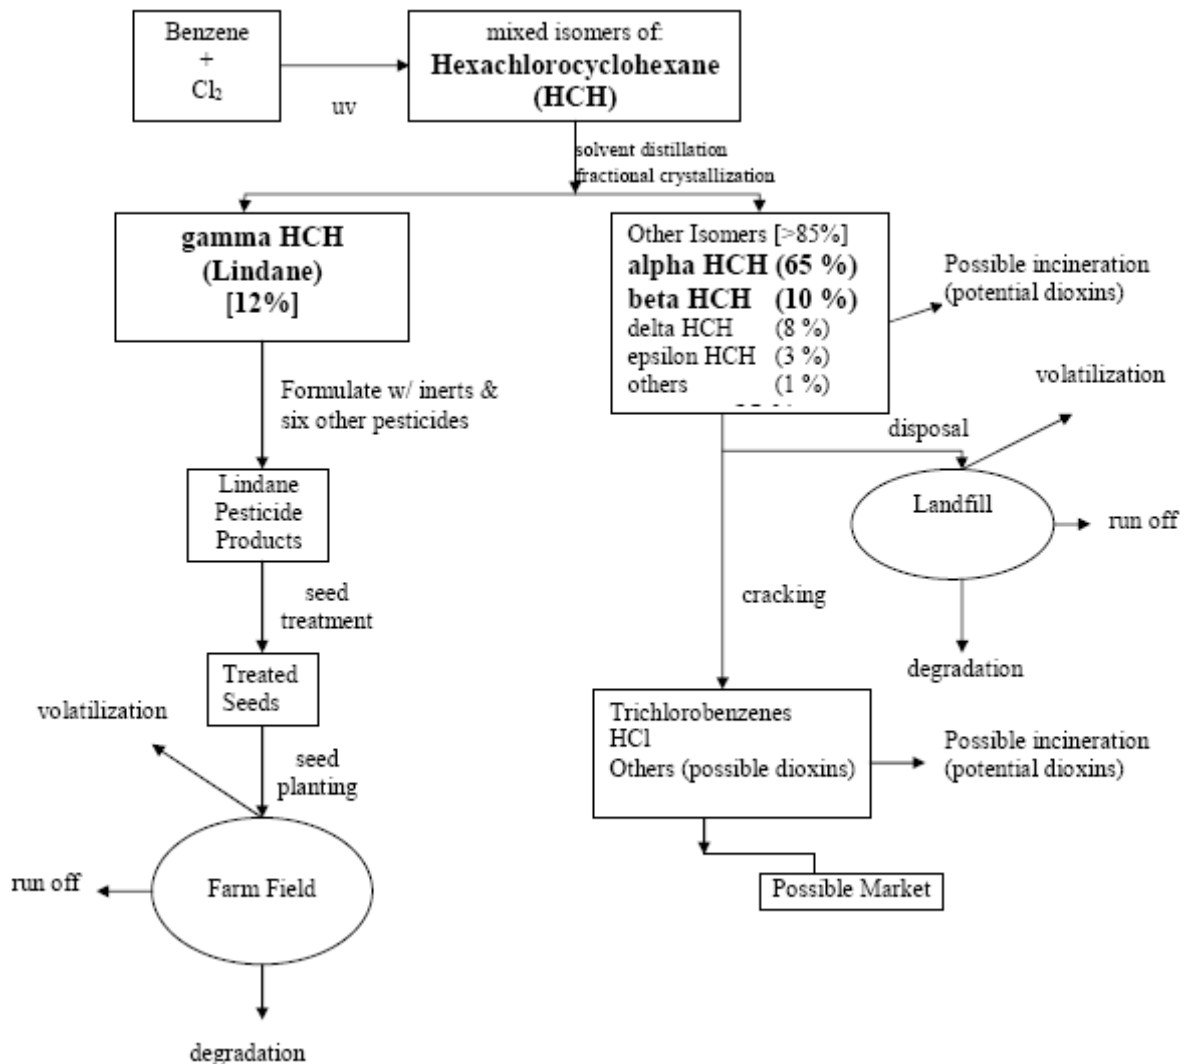 Benzene
+
Cl₂
uv
mixed isomers of:
Hexachlorocyclohexane
(HCH)
solvent distillation
fractional crystallization
gamma HCH
(Lindane)
[12%]
Other Isomers [>85%]
alpha HCH (65 %)
beta HCH (10 %)
delta HCH (8 %)
epsilon HCH (3 %)
others (1 %)
Possible incineration
(potential dioxins)
Formulate w/ inerts &
six other pesticides
disposal
volatilization
Landfill
run off
degradation
Lindane
Pesticide
Products
seed
treatment
Treated
Seeds
volatilization
seed
planting
Farm Field
run off
degradation
cracking
Trichlorobenzenes
HCl
Others (possible dioxins)
Possible incineration
(potential dioxins)
Possible Market